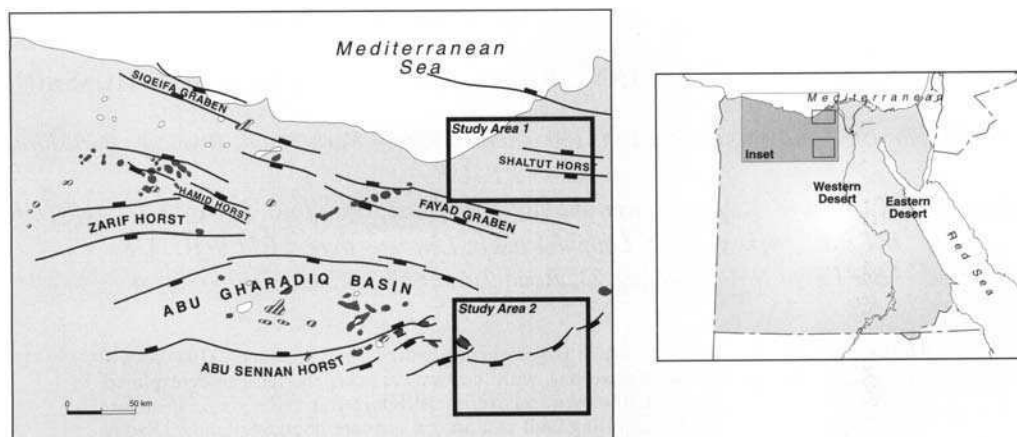 Mediterranean
Sea
SIQEIFA GRABEN
Study Area 1
SHALTUT HORST
HAMID HORST
ZARIF HORST
FAYAD GRABEN
ABU GHARADIQ BASIN
Study Area 2
ABU SENNAN HORST
0 50 km
Mediterranean
Inset
Western
Desert
Eastern
Desert
Red Sea